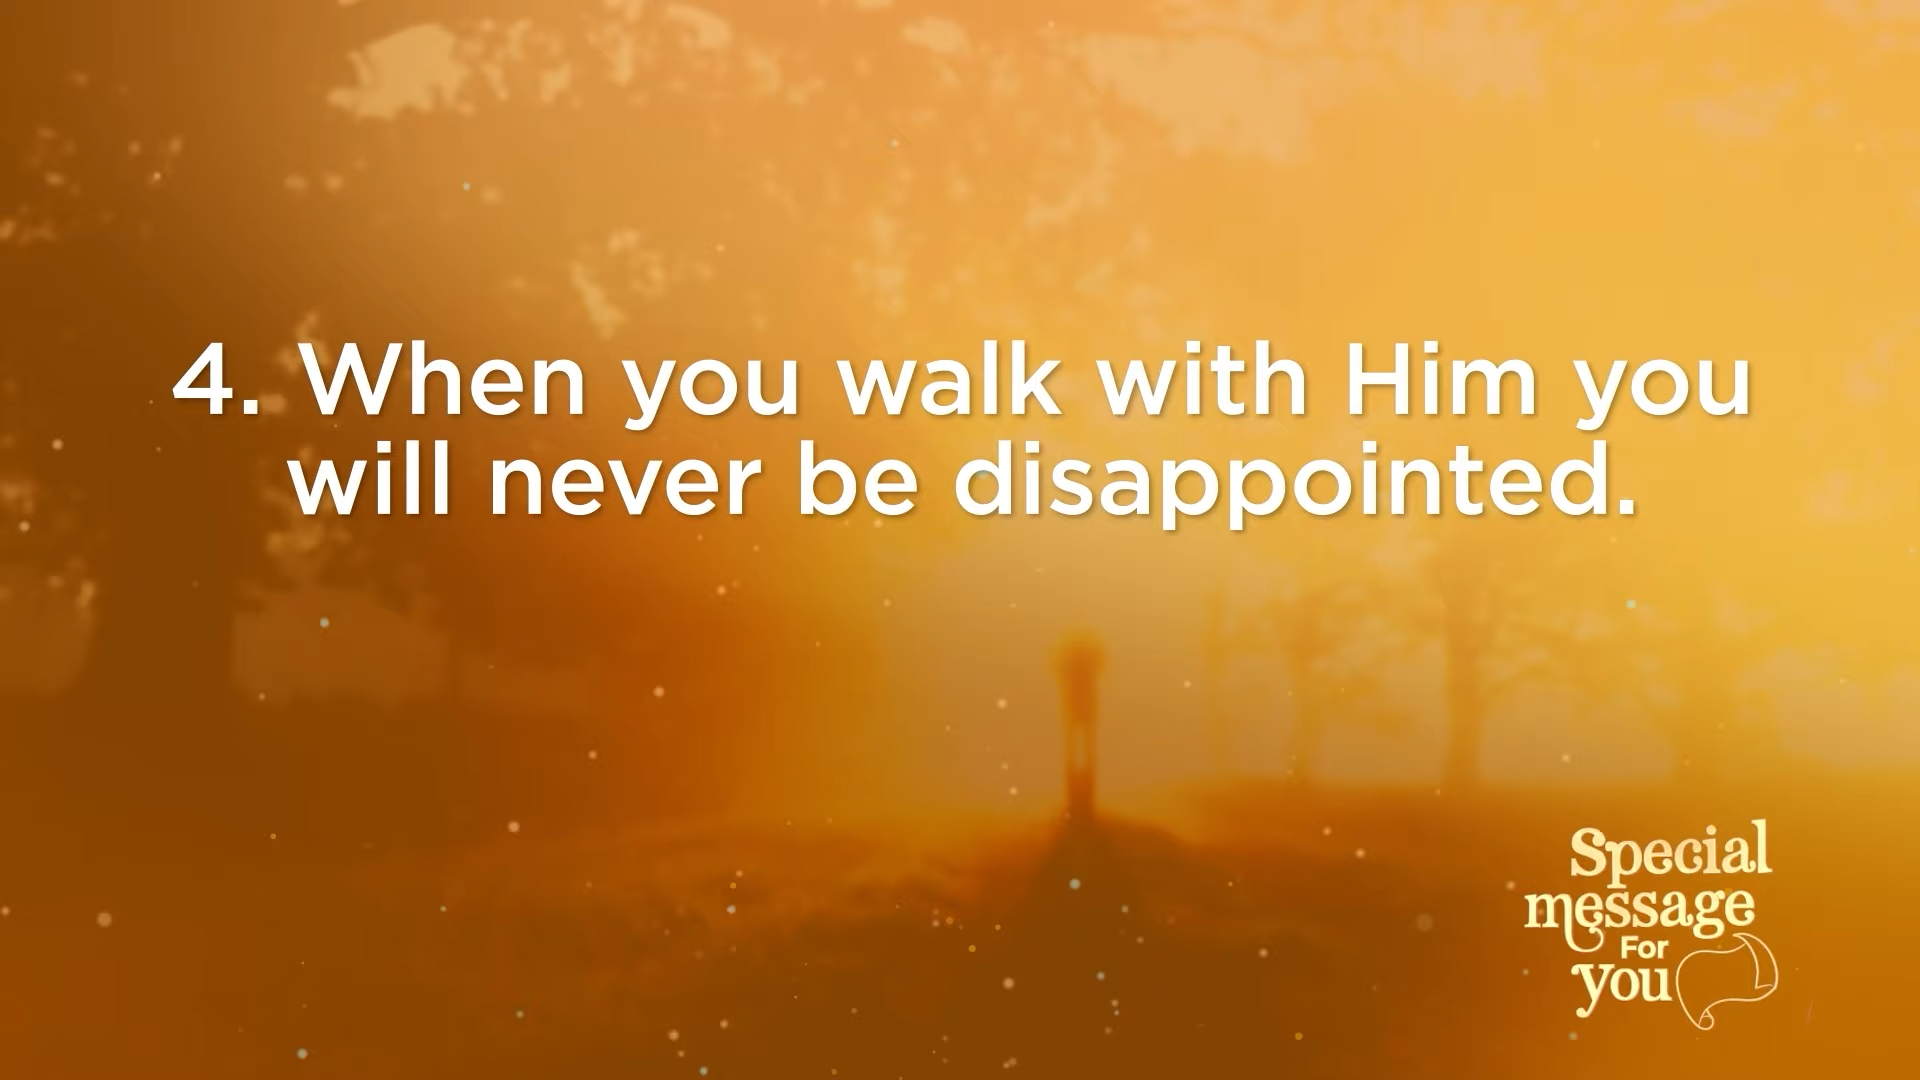 4. When you walk with Him you
will never be disappointed.
Special
message
For
you